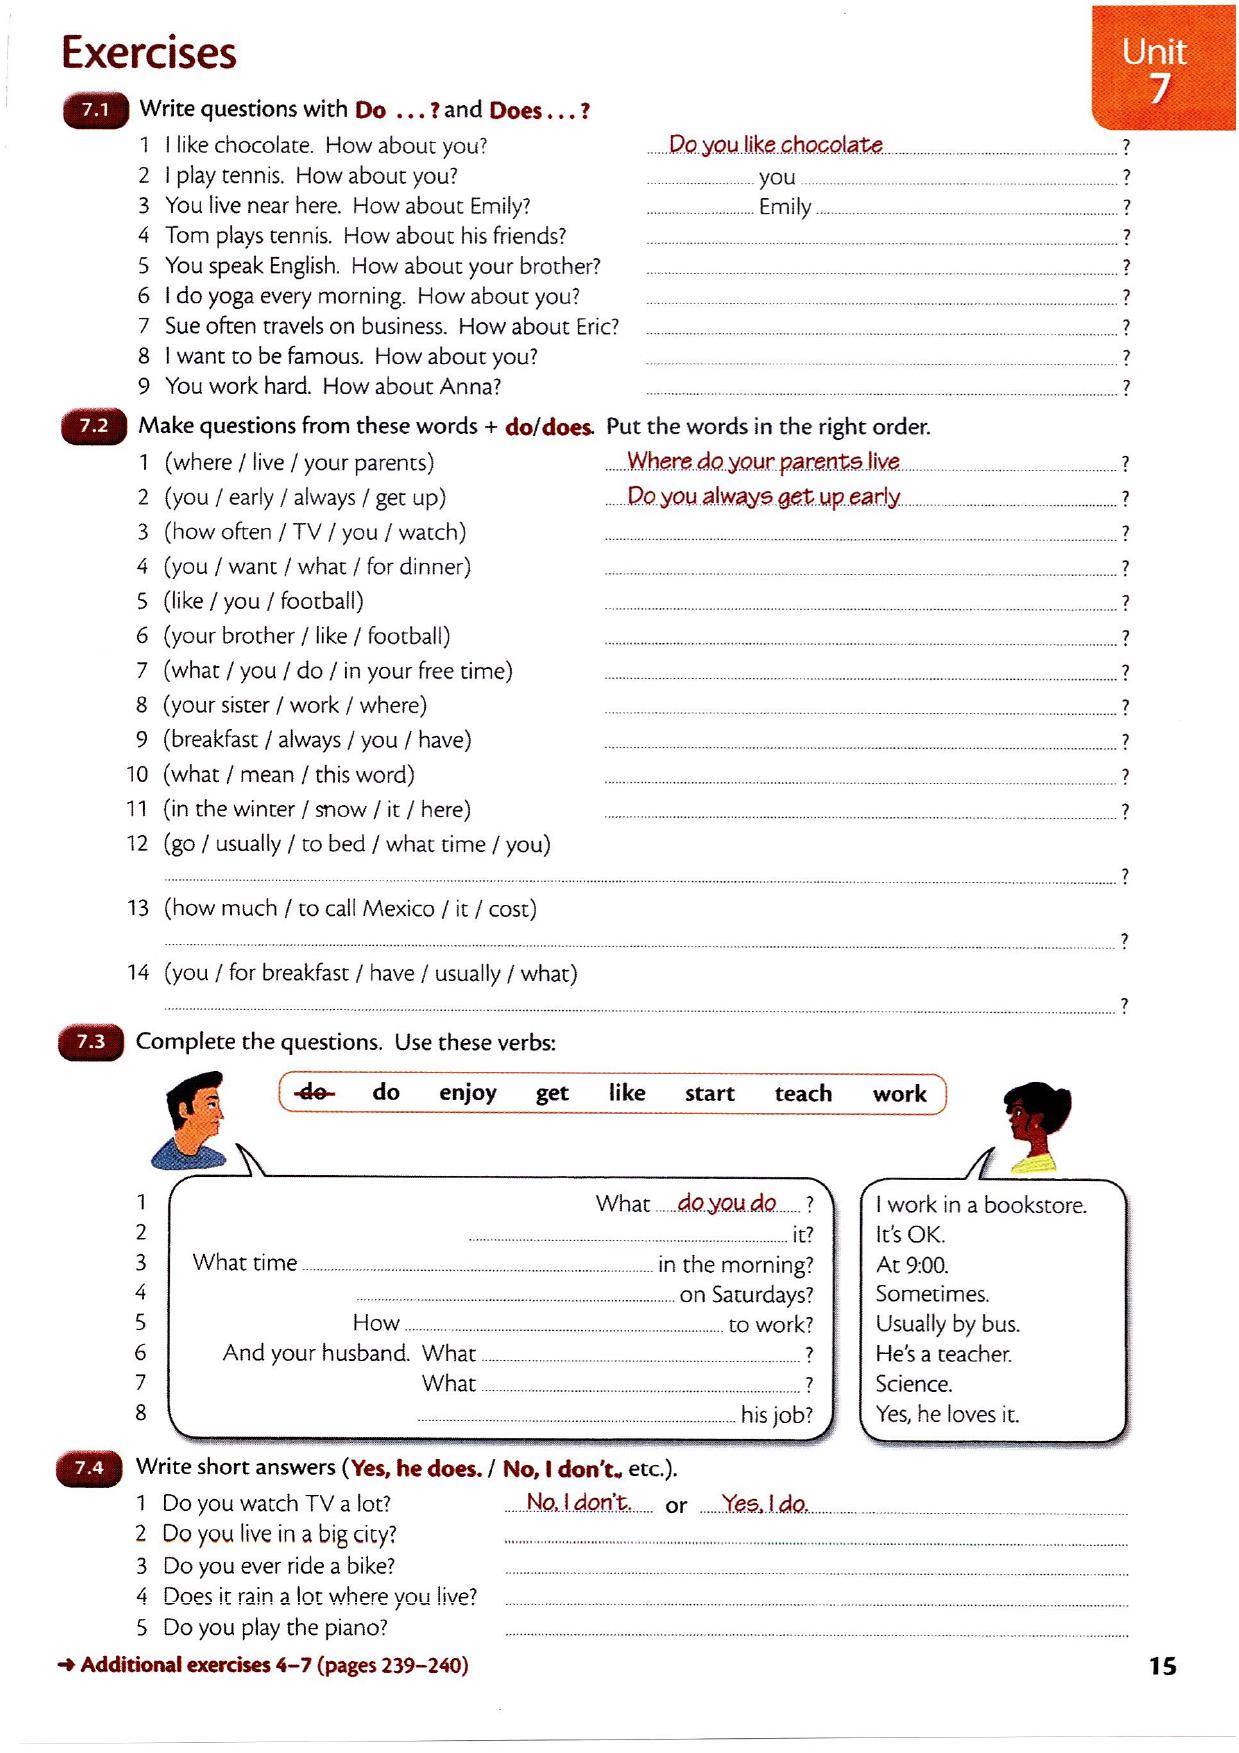 Exercises
Unit
7
7.1 Write questions with Do ... ? and Does ... ?
1 I like chocolate. How about you? Do you like chocolate ?
2 I play tennis. How about you? you ?
3 You live near here. How about Emily? Emily ?
4 Tom plays tennis. How about his friends? ?
5 You speak English. How about your brother? ?
6 I do yoga every morning. How about you? ?
7 Sue often travels on business. How about Eric? ?
8 I want to be famous. How about you? ?
9 You work hard. How about Anna? ?
7.2 Make questions from these words + do/does. Put the words in the right order.
1 (where / live / your parents) Where do your parents live ?
2 (you / early / always / get up) Do you always get up early ?
3 (how often / TV / you / watch) ?
4 (you / want / what / for dinner) ?
5 (like / you / football) ?
6 (your brother / like / football) ?
7 (what / you / do / in your free time) ?
8 (your sister / work / where) ?
9 (breakfast / always / you / have) ?
10 (what / mean / this word) ?
11 (in the winter / snow / it / here) ?
12 (go / usually / to bed / what time / you)
?
13 (how much / to call Mexico / it / cost)
?
14 (you / for breakfast / have / usually / what)
?
7.3 Complete the questions. Use these verbs:
do do enjoy get like start teach work
1 What do you do ? I work in a bookstore.
2 it? It's OK.
3 What time in the morning? At 9:00.
4 on Saturdays? Sometimes.
5 How to work? Usually by bus.
6 And your husband. What ? He's a teacher.
7 What ? Science.
8 his job? Yes, he loves it.
7.4 Write short answers (Yes, he does. / No, I don't., etc.).
1 Do you watch TV a lot? No, I don't. or Yes, I do.
2 Do you live in a big city?
3 Do you ever ride a bike?
4 Does it rain a lot where you live?
5 Do you play the piano?
→ Additional exercises 4–7 (pages 239–240)
15